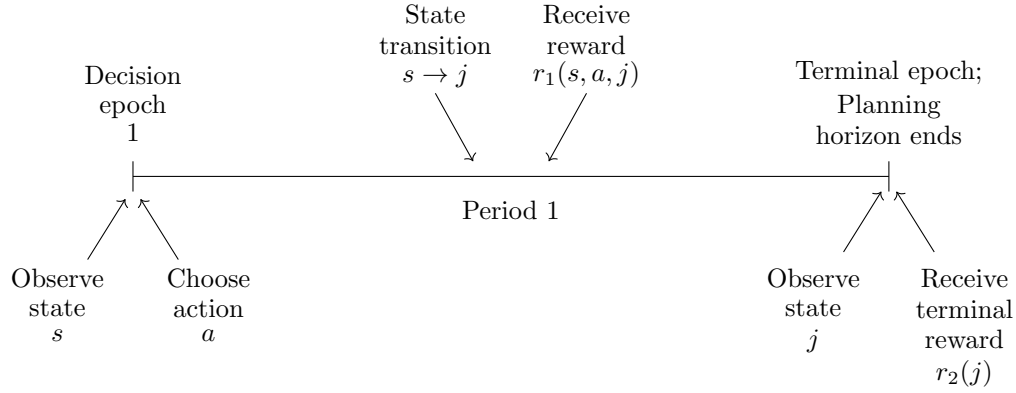 State
transition
s → j
Receive
reward
r₁(s, a, j)
Decision
epoch
1
Terminal epoch;
Planning
horizon ends
Period 1
Observe
state
s
Choose
action
a
Observe
state
j
Receive
terminal
reward
r₂(j)